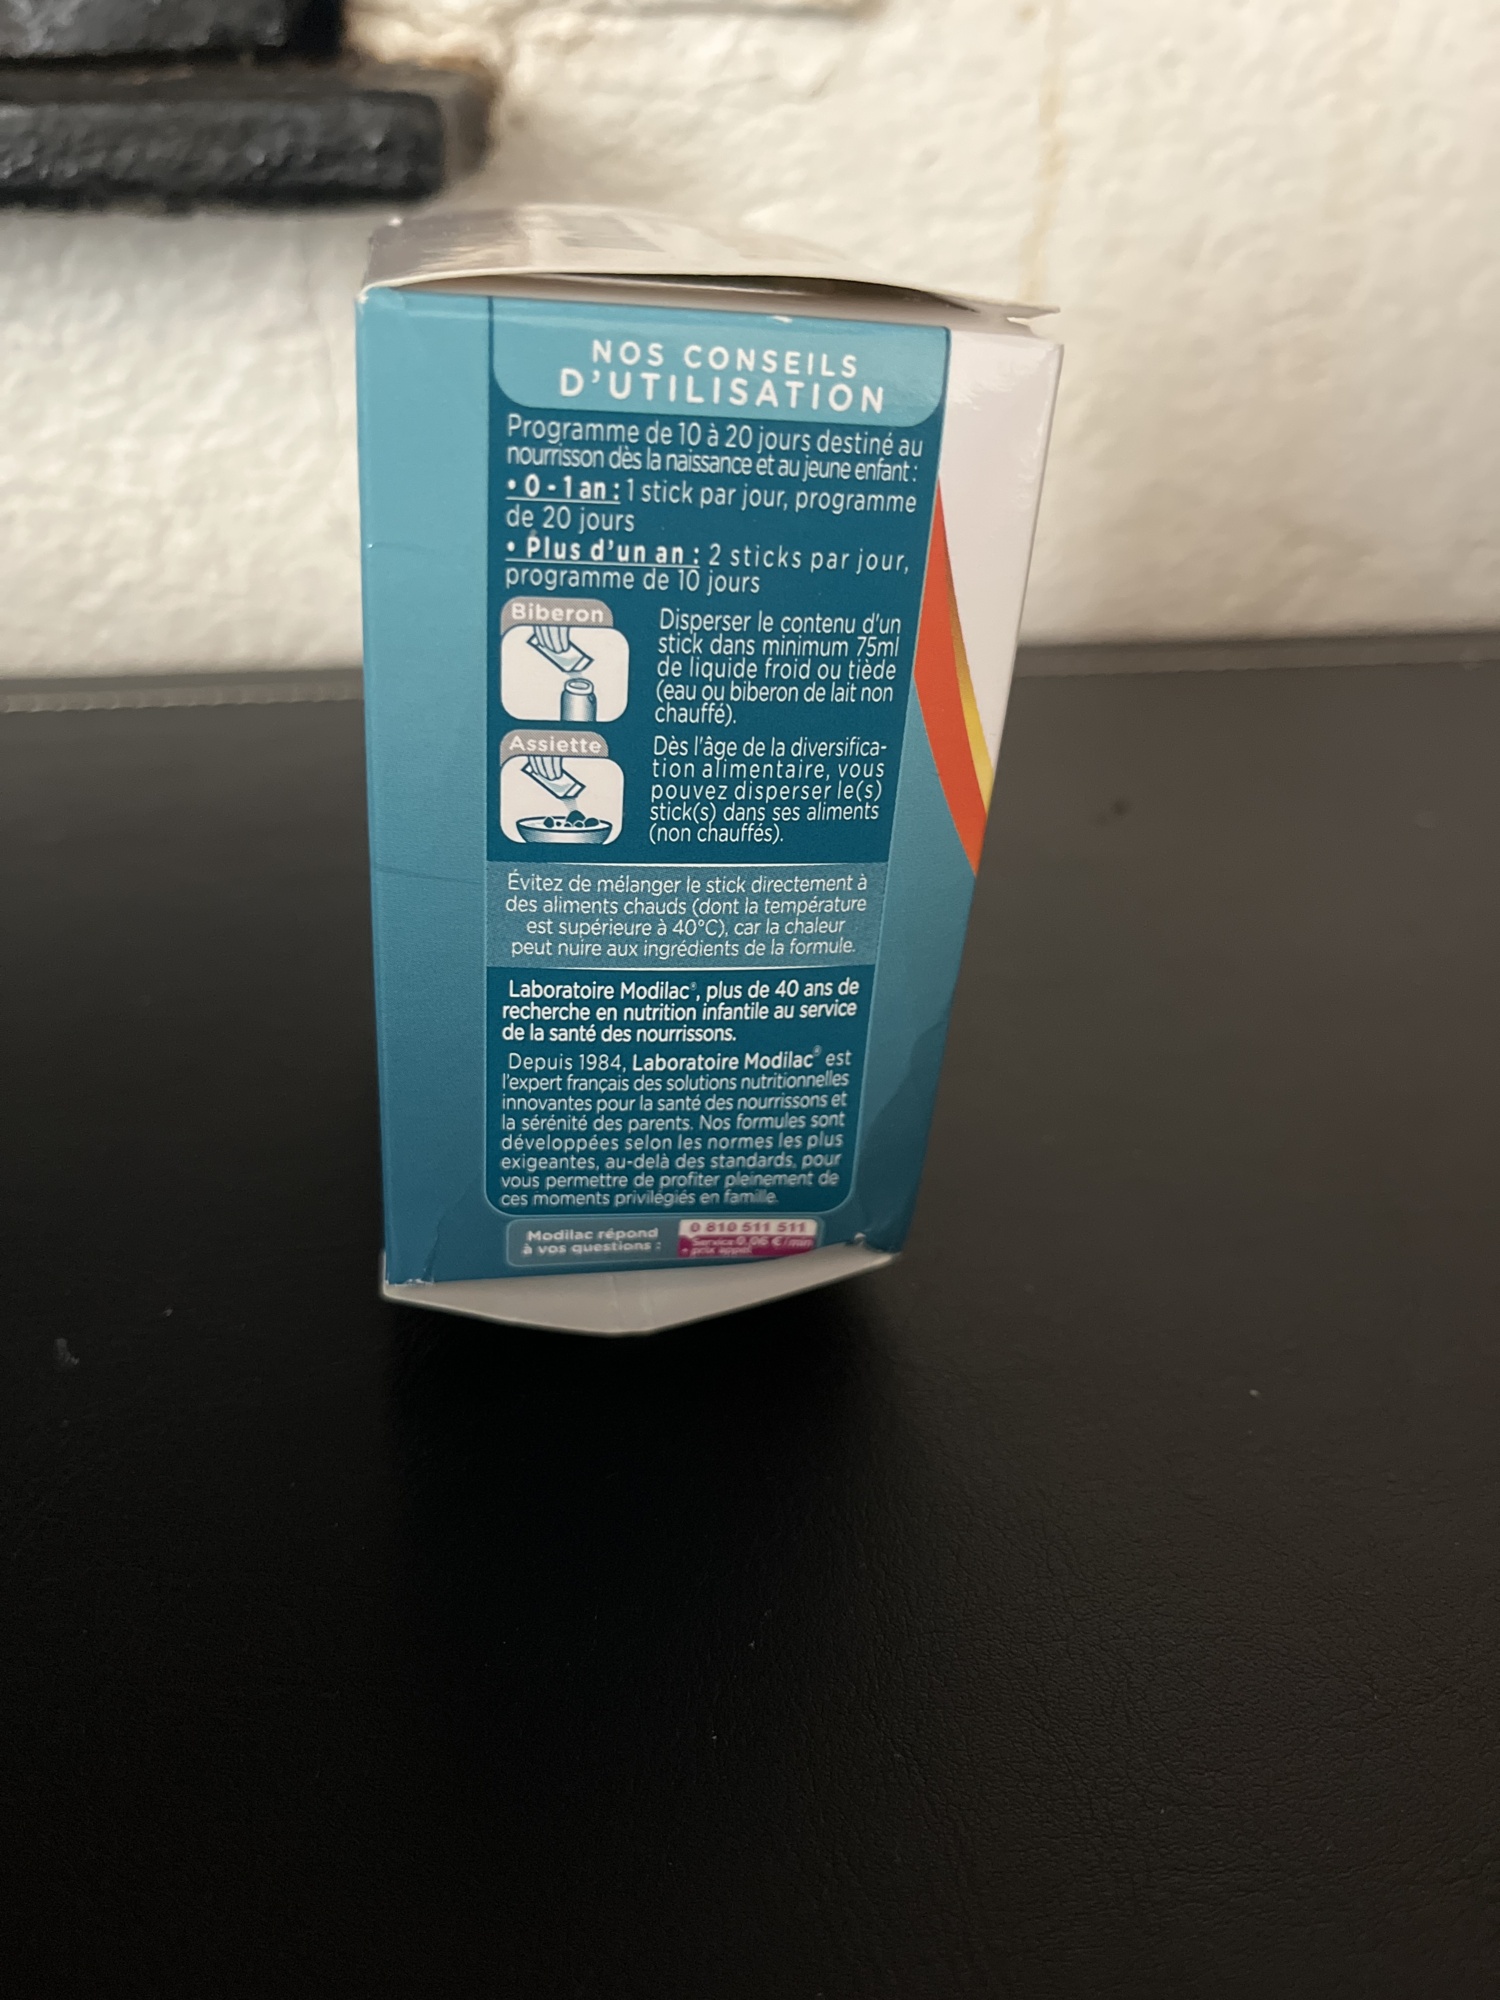 NOS CONSEILS
D'UTILISATION
Programme de 10 à 20 jours destiné au
nourrisson dès la naissance et au jeune enfant :
• 0 - 1 an : 1 stick par jour, programme
de 20 jours
• Plus d'un an : 2 sticks par jour,
programme de 10 jours
Biberon
Disperser le contenu d'un
stick dans minimum 75ml
de liquide froid ou tiède
(eau ou biberon de lait non
chauffé).
Assiette
Dès l'âge de la diversifica-
tion alimentaire, vous
pouvez disperser le(s)
stick(s) dans ses aliments
(non chauffés).
Évitez de mélanger le stick directement à
des aliments chauds (dont la température
est supérieure à 40°C), car la chaleur
peut nuire aux ingrédients de la formule.
Laboratoire Modilac®, plus de 40 ans de
recherche en nutrition infantile au service
de la santé des nourrissons.
Depuis 1984, Laboratoire Modilac® est
l'expert français des solutions nutritionnelles
innovantes pour la santé des nourrissons et
la sérénité des parents. Nos formules sont
développées selon les normes les plus
exigeantes, au-delà des standards, pour
vous permettre de profiter pleinement de
ces moments privilégiés en famille.
Modilac répond
à vos questions :
0 810 511 511
Service 0,06 € / min
+ prix appel